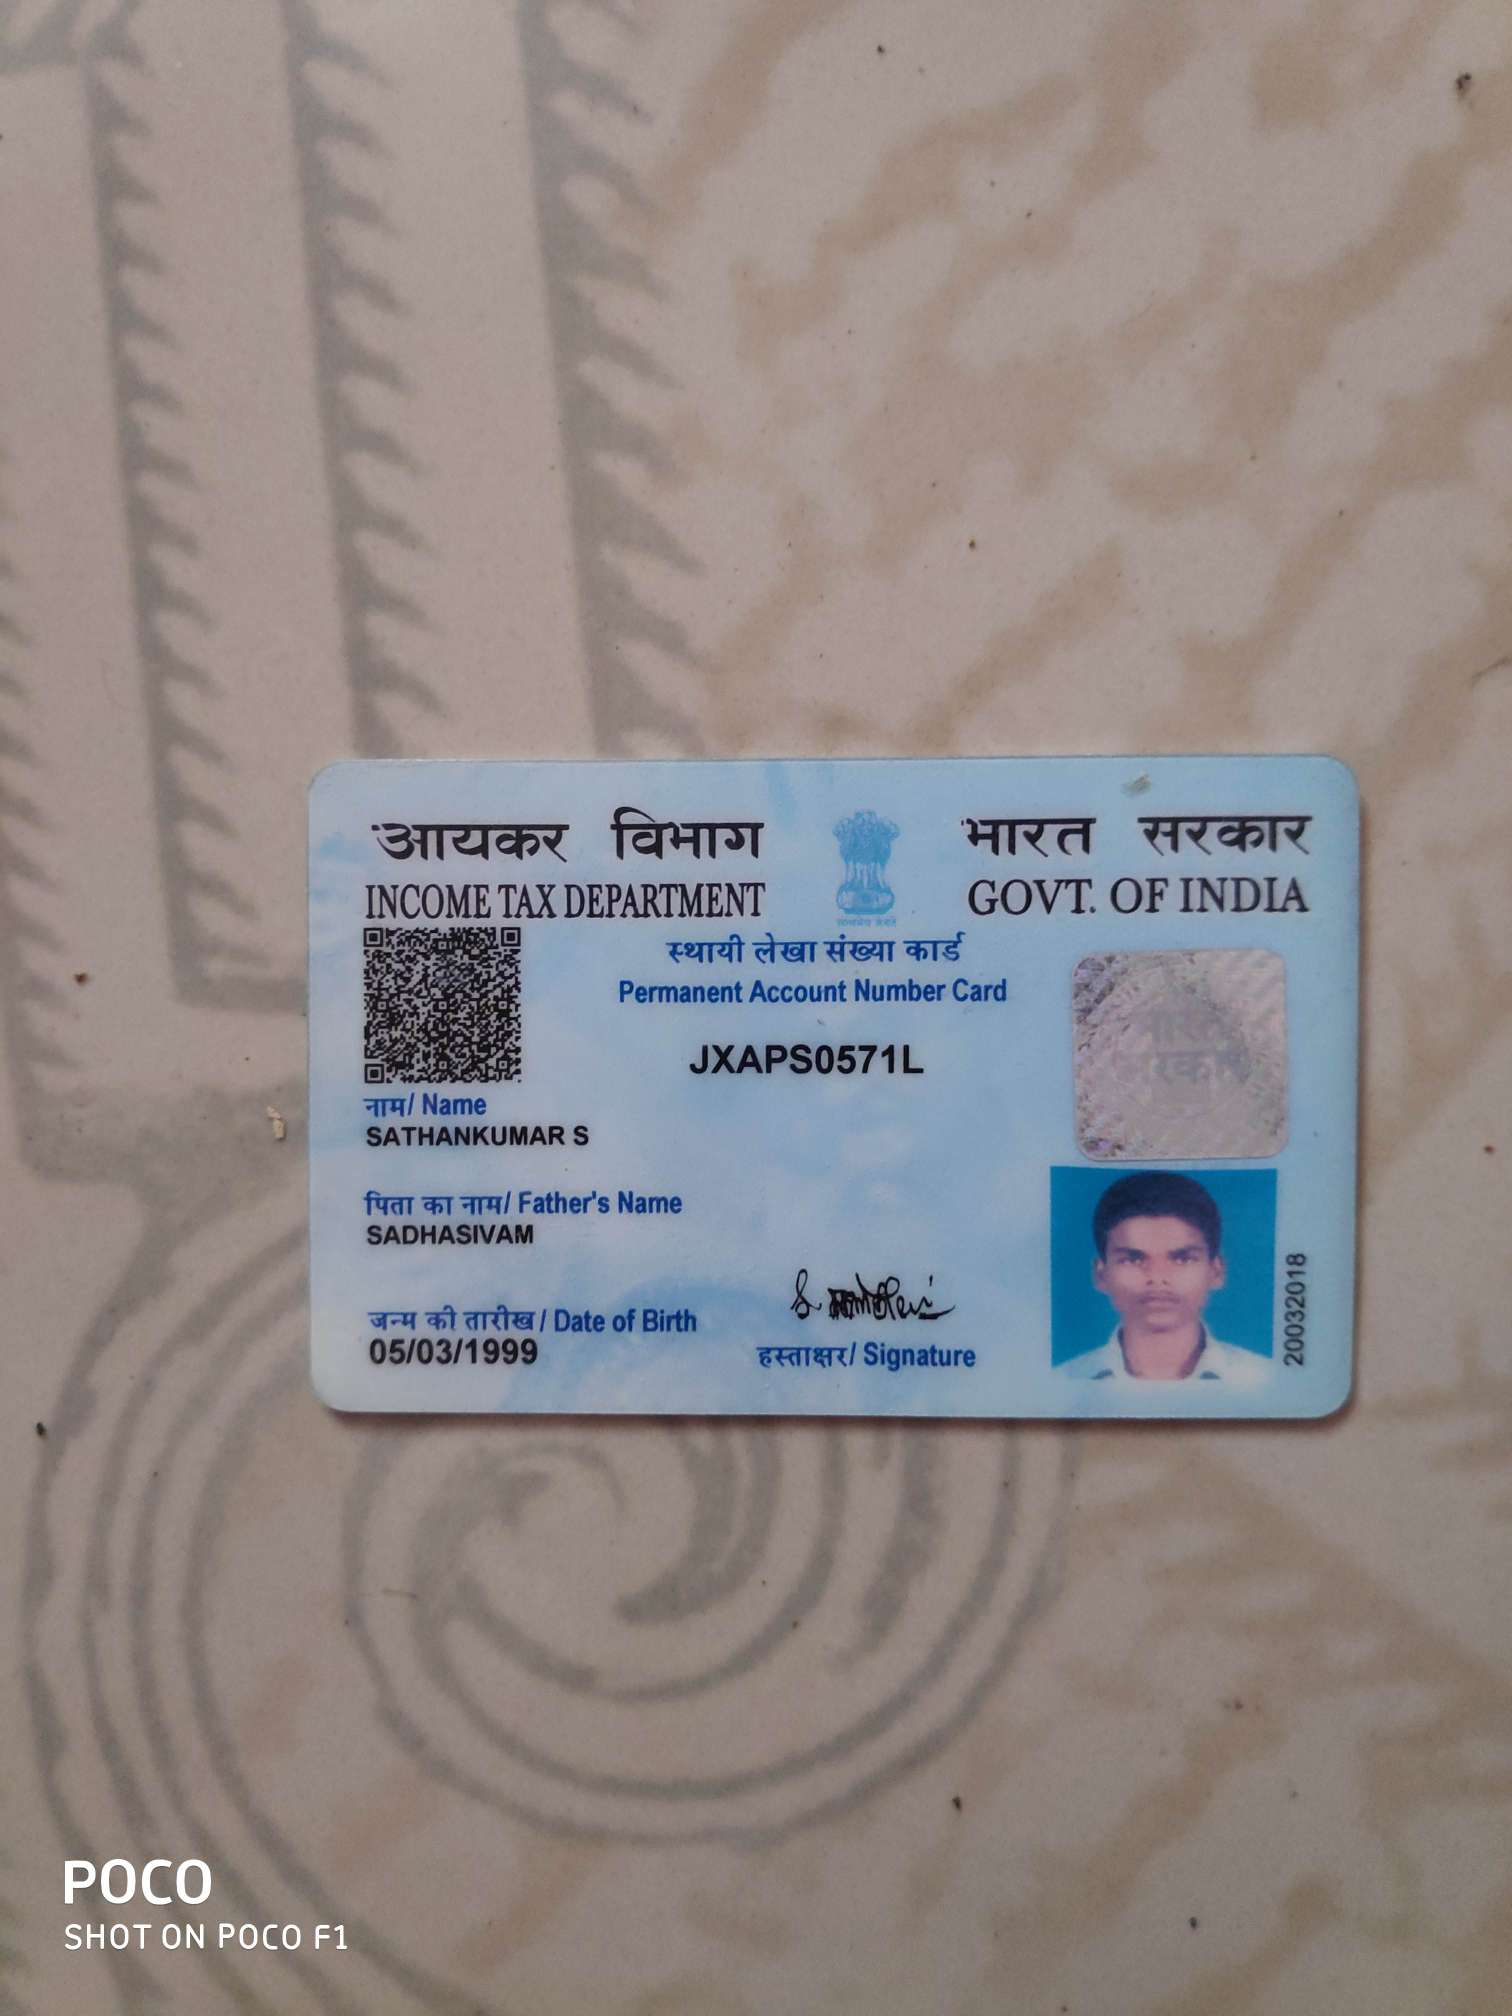 आयकर विभाग
INCOME TAX DEPARTMENT
भारत सरकार
GOVT. OF INDIA
स्थायी लेखा संख्या कार्ड
Permanent Account Number Card
JXAPS0571L
नाम/ Name
SATHANKUMAR S
पिता का नाम/ Father's Name
SADHASIVAM
जन्म की तारीख / Date of Birth
05/03/1999
हस्ताक्षर/ Signature
20032018
POCO
SHOT ON POCO F1